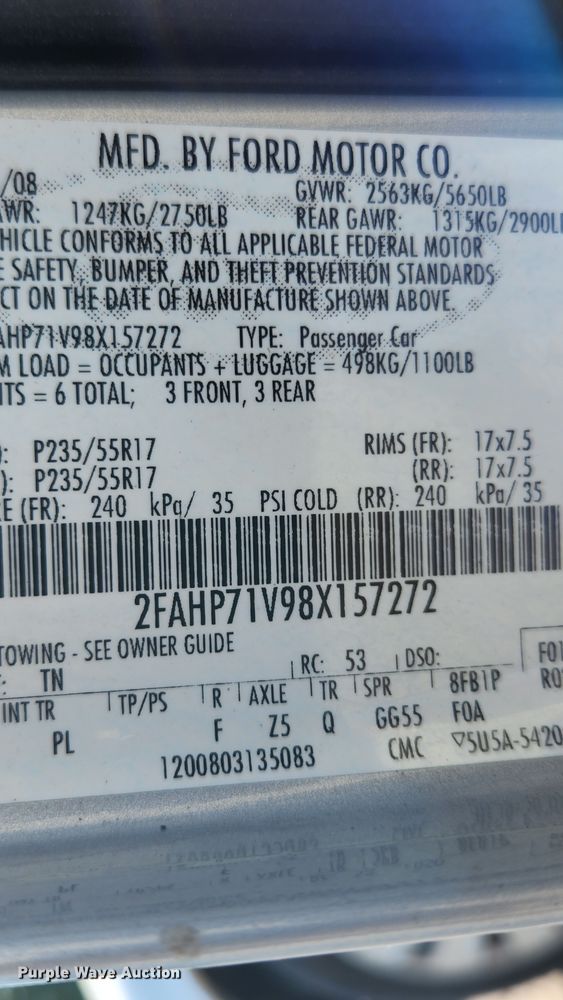 MFD. BY FORD MOTOR CO.
/08
GVWR: 2563KG/5650LB
WR: 1247KG/2750LB REAR GAWR: 1315KG/2900L
HICLE CONFORMS TO ALL APPLICABLE FEDERAL MOTOR
E SAFETY, BUMPER, AND THEFT PREVENTION STANDARDS
CT ON THE DATE OF MANUFACTURE SHOWN ABOVE.
AHP71V98X157272 TYPE: Passenger Car
M LOAD = OCCUPANTS + LUGGAGE = 498KG/1100LB
TS = 6 TOTAL; 3 FRONT, 3 REAR
): P235/55R17 RIMS (FR): 17x7.5
): P235/55R17 (RR): 17x7.5
E (FR): 240 kPa/ 35 PSI COLD (RR): 240 kPa/ 35
2FAHP71V98X157272
TOWING - SEE OWNER GUIDE
: TN RC: 53 DSO: F01
INT TR TP/PS R AXLE TR SPR 8FB1P R0
PL F Z5 Q GG55 F0A
1200803135083 CMC ▽5U5A-5420
Purple Wave Auction